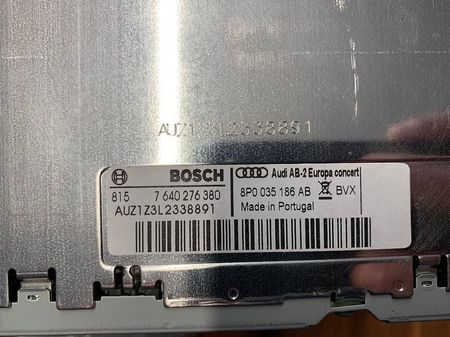 AUZ1Z3L2338891
BOSCH
Audi AB-2 Europa concert
815 7 640 276 380
8P0 035 186 AB
BVX
AUZ1Z3L2338891
Made in Portugal